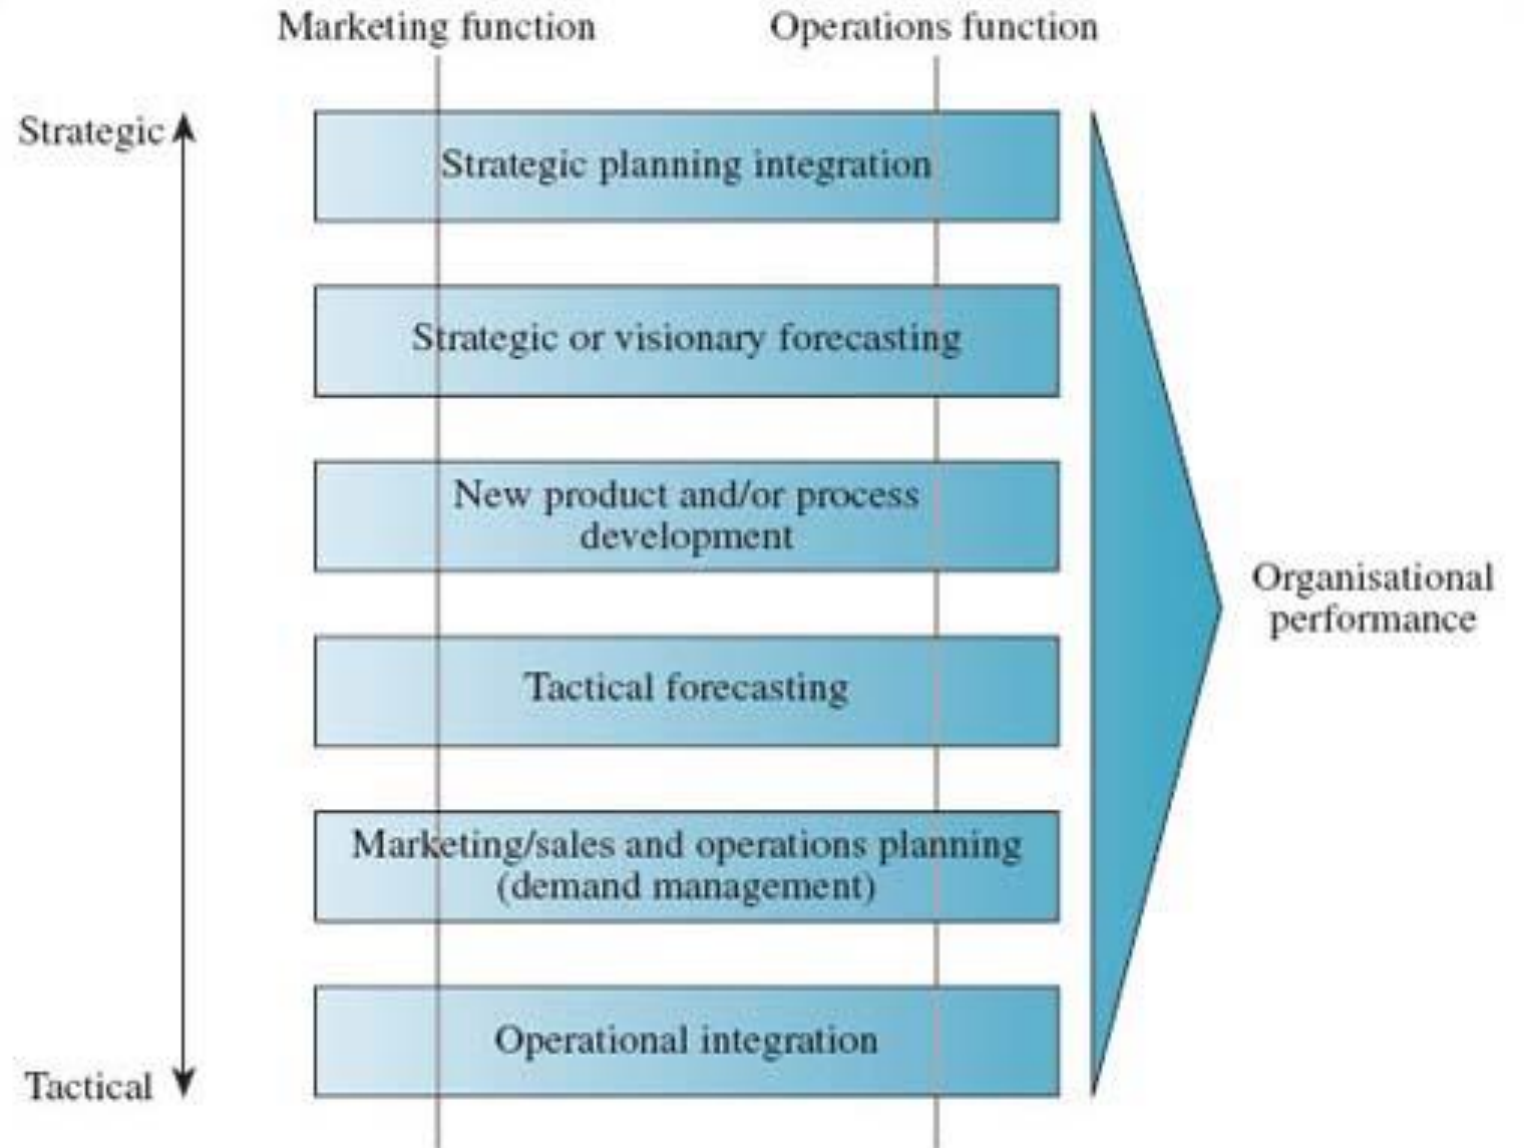 Marketing function
Operations function
Strategic
Strategic planning integration
Strategic or visionary forecasting
New product and/or process
development
Organisational
performance
Tactical forecasting
Marketing/sales and operations planning
(demand management)
Operational integration
Tactical